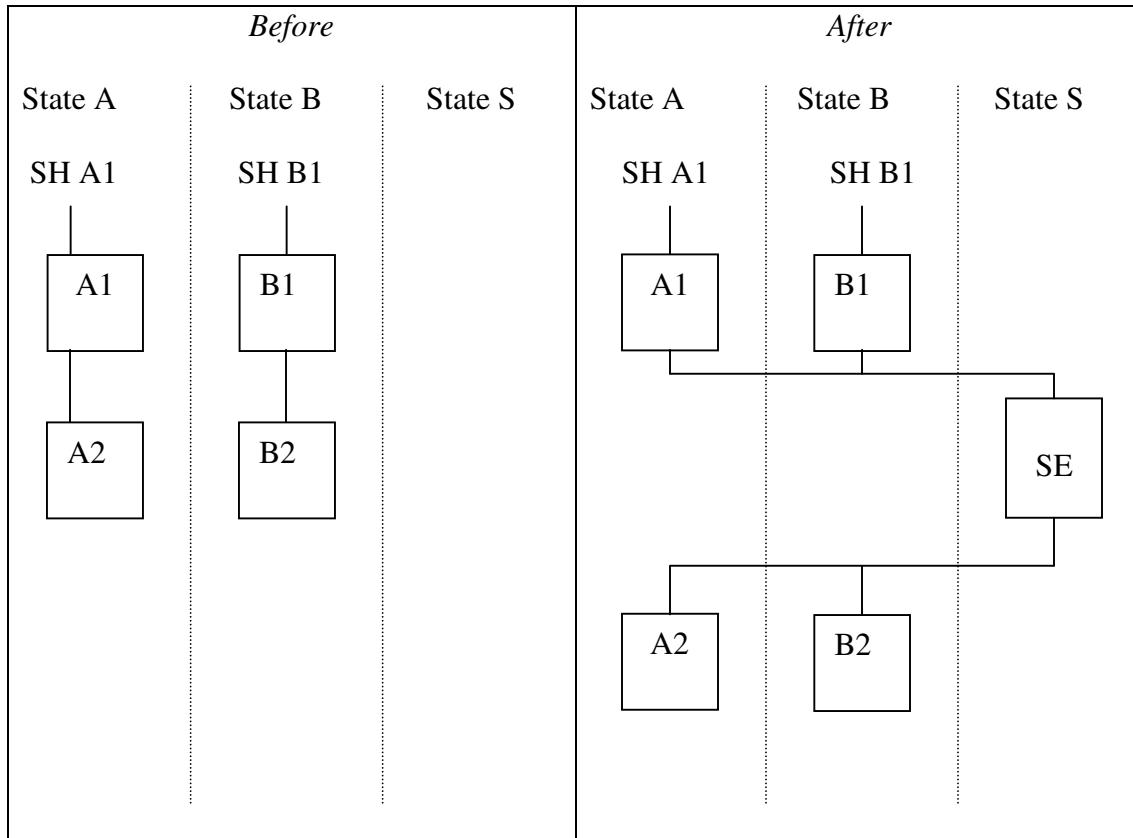 Before
State A State B State S
SH A1 SH B1
A1 B1
A2 B2
After
State A State B State S
SH A1 SH B1
A1 B1
SE
A2 B2